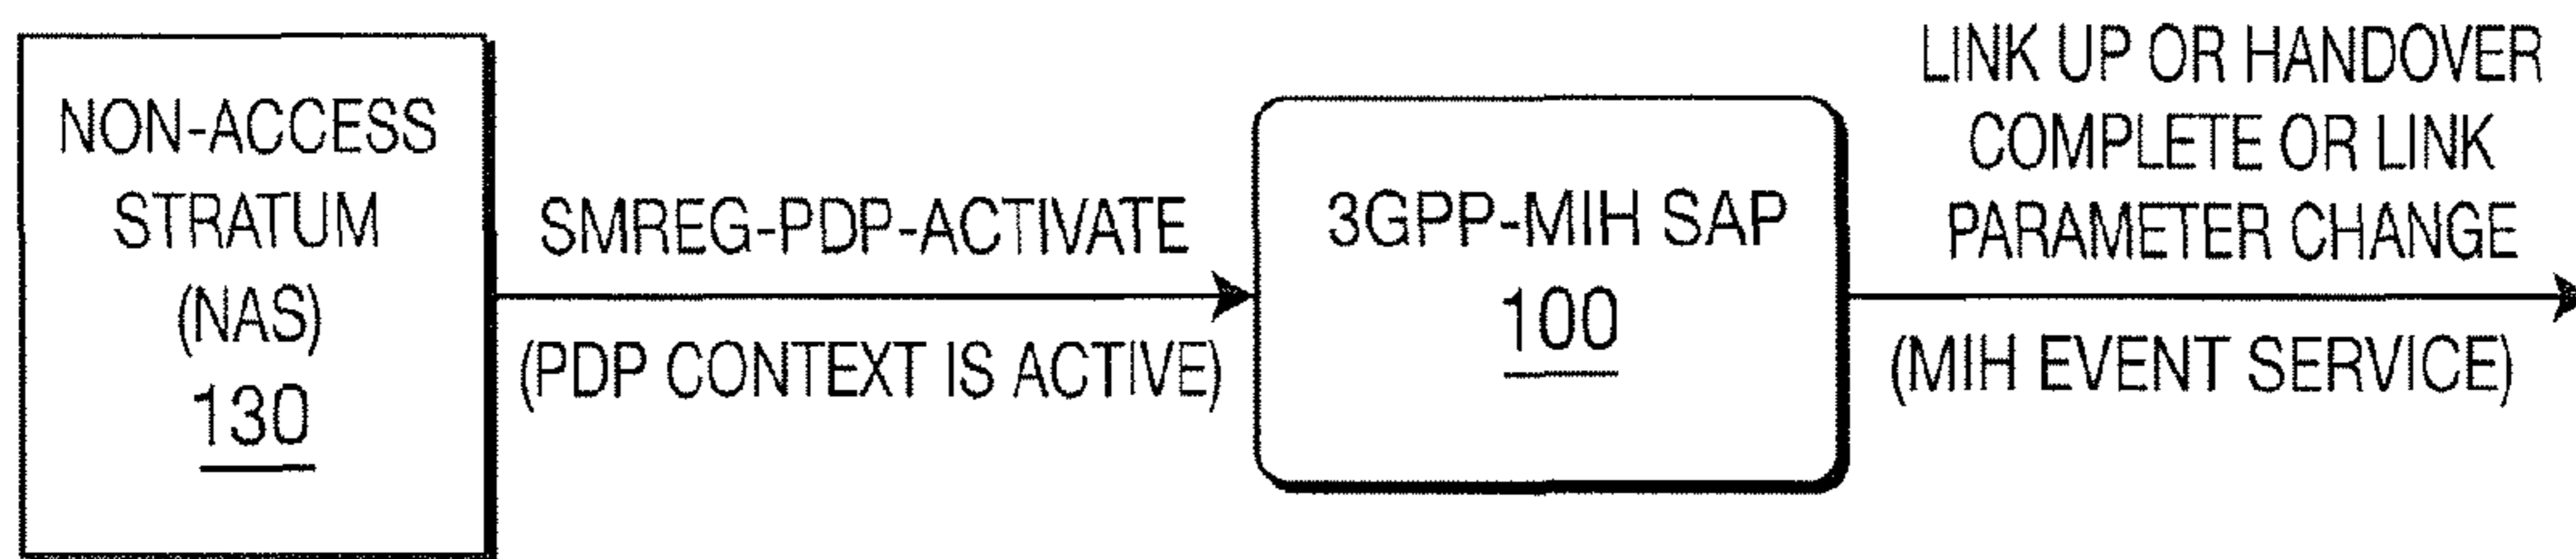 NON-ACCESS
STRATUM
(NAS)
130
SMREG-PDP-ACTIVATE
(PDP CONTEXT IS ACTIVE)
3GPP-MIH SAP
100
LINK UP OR HANDOVER
COMPLETE OR LINK
PARAMETER CHANGE
(MIH EVENT SERVICE)